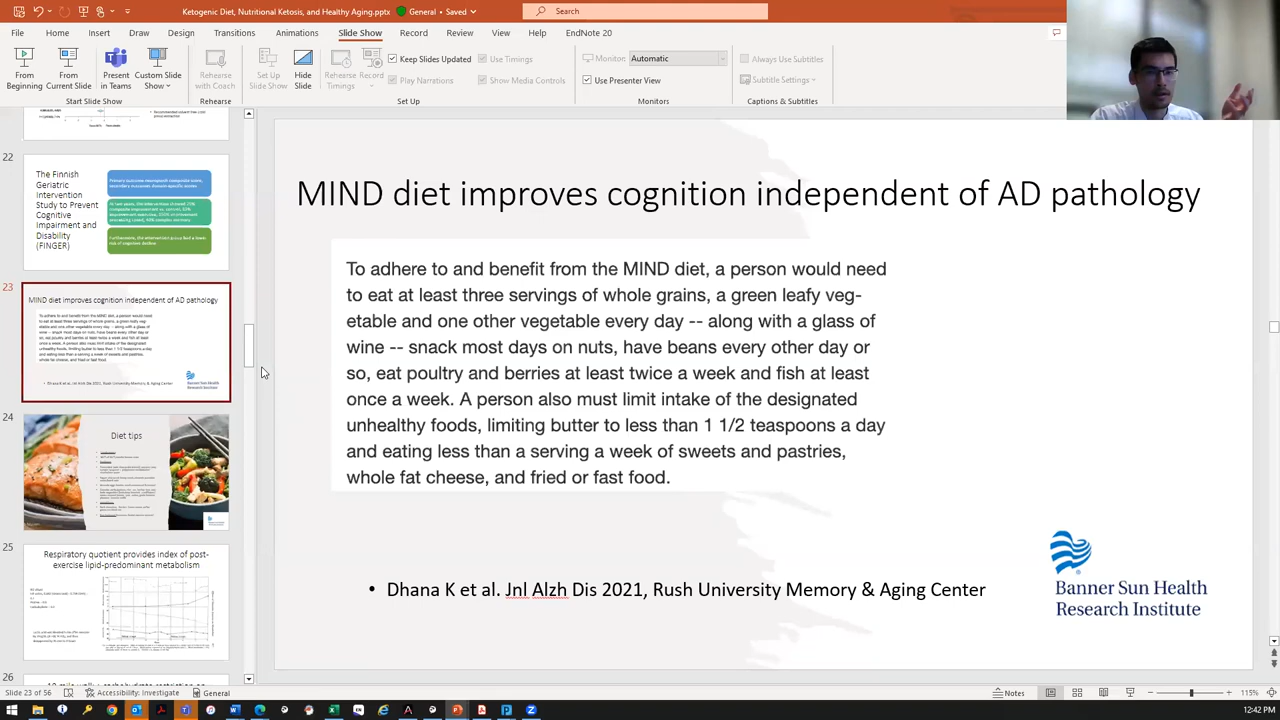 Ketogenic Diet, Nutritional Ketosis, and Healthy Aging.pptx
General
Saved
Search
File Home Insert Draw Design Transitions Animations Slide Show Record Review View Help EndNote 20
From Beginning
From Current Slide
Present in Teams
Custom Slide Show
Rehearse with Coach
Set Up Slide Show
Hide Slide
Rehearse Timings
Record
Keep Slides Updated
Play Narrations
Use Timings
Show Media Controls
Monitor: Automatic
Use Presenter View
Always Use Subtitles
Subtitle Settings
Start Slide Show Rehearse Set Up Monitors Captions & Subtitles
22
The Finnish
Geriatric
Intervention
Study to Prevent
Cognitive
Impairment and
Disability
(FINGER)
23
MIND diet improves cognition independent of AD pathology
24
Diet tips
25
Respiratory quotient provides index of post-
exercise lipid-predominant metabolism
26
MIND diet improves cognition independent of AD pathology
To adhere to and benefit from the MIND diet, a person would need
to eat at least three servings of whole grains, a green leafy veg-
etable and one other vegetable every day -- along with a glass of
wine -- snack most days on nuts, have beans every other day or
so, eat poultry and berries at least twice a week and fish at least
once a week. A person also must limit intake of the designated
unhealthy foods, limiting butter to less than 1 1/2 teaspoons a day
and eating less than a serving a week of sweets and pastries,
whole fat cheese, and fried or fast food.
• Dhana K et al. Jnl Alzh Dis 2021, Rush University Memory & Aging Center
Banner Sun Health
Research Institute
Slide 23 of 56
Accessibility: Investigate
General
Notes
115%
12:42 PM